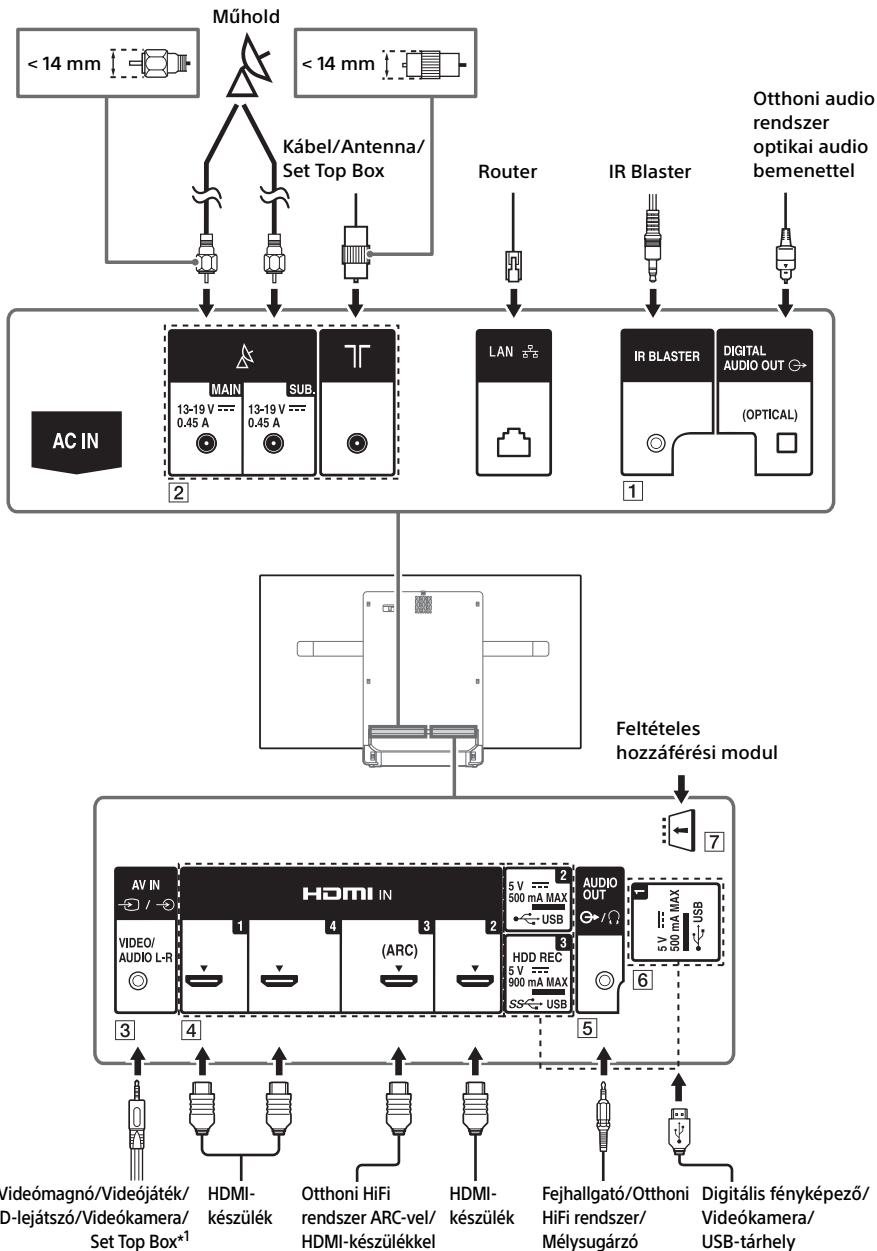 Műhold
< 14 mm
< 14 mm
Kábel/Antenna/
Set Top Box
Router
IR Blaster
Otthoni audio
rendszer
optikai audio
bemenettel
AC IN
MAIN
13-19 V
0.45 A
SUB.
13-19 V
0.45 A
2
LAN
IR BLASTER
1
DIGITAL
AUDIO OUT
(OPTICAL)
Feltételes
hozzáférési modul
7
AV IN
/
VIDEO/
AUDIO L-R
3
HDMI IN
1
4
3
(ARC)
2
4
2
5 V
500 mA MAX
USB
3
HDD REC
5 V
900 mA MAX
SS USB
AUDIO
OUT
/
5
1
5 V
500 mA MAX
USB
6
Videómagnó/Videójáték/
D-lejátszó/Videókamera/
Set Top Box*1
HDMI-
készülék
Otthoni HiFi
rendszer ARC-vel/
HDMI-készülékkel
HDMI-
készülék
Fejhallgató/Otthoni
HiFi rendszer/
Mélysugárzó
Digitális fényképező/
Videókamera/
USB-tárhely